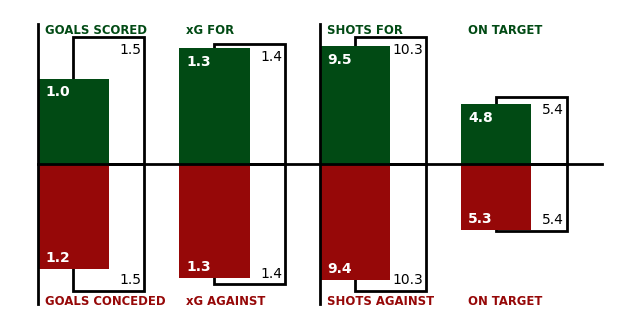 GOALS SCORED xG FOR SHOTS FOR ON TARGET
1.5 1.4 10.3
1.0 1.3 9.5
4.8 5.4
1.2 1.3 9.4
5.3 5.4
1.5 1.4 10.3
GOALS CONCEDED xG AGAINST SHOTS AGAINST ON TARGET